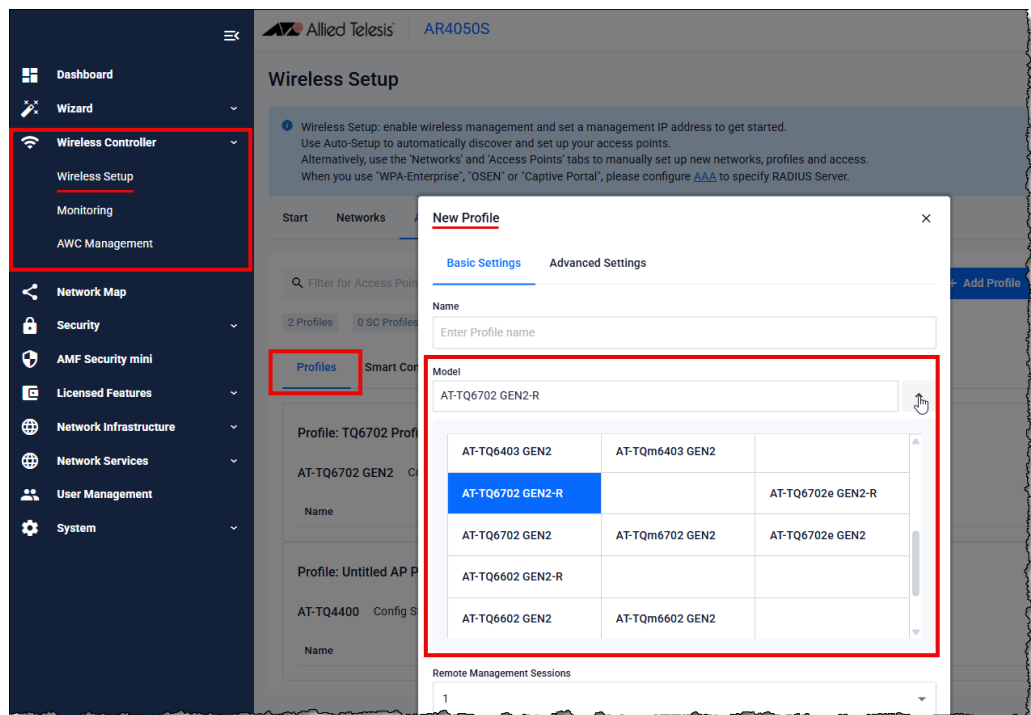 Allied Telesis
AR4050S
Dashboard
Wizard
Wireless Controller
Wireless Setup
Monitoring
AWC Management
Network Map
Security
AMF Security mini
Licensed Features
Network Infrastructure
Network Services
User Management
System
Wireless Setup
Wireless Setup: enable wireless management and set a management IP address to get started.
Use Auto-Setup to automatically discover and set up your access points.
Alternatively, use the 'Networks' and 'Access Points' tabs to manually set up new networks, profiles and access.
When you use "WPA-Enterprise", "OSEN" or "Captive Portal", please configure AAA to specify RADIUS Server.
Start Networks
Filter for Access Poin
+ Add Profile
2 Profiles 0 SC Profiles
Profiles Smart Con
Profile: TQ6702 Profi
AT-TQ6702 GEN2 Co
Name
Profile: Untitled AP P
AT-TQ4400 Config S
Name
New Profile
Basic Settings Advanced Settings
Name
Enter Profile name
Model
AT-TQ6702 GEN2-R
AT-TQ6403 GEN2 AT-TQm6403 GEN2
AT-TQ6702 GEN2-R AT-TQ6702e GEN2-R
AT-TQ6702 GEN2 AT-TQm6702 GEN2 AT-TQ6702e GEN2
AT-TQ6602 GEN2-R
AT-TQ6602 GEN2 AT-TQm6602 GEN2
Remote Management Sessions
1